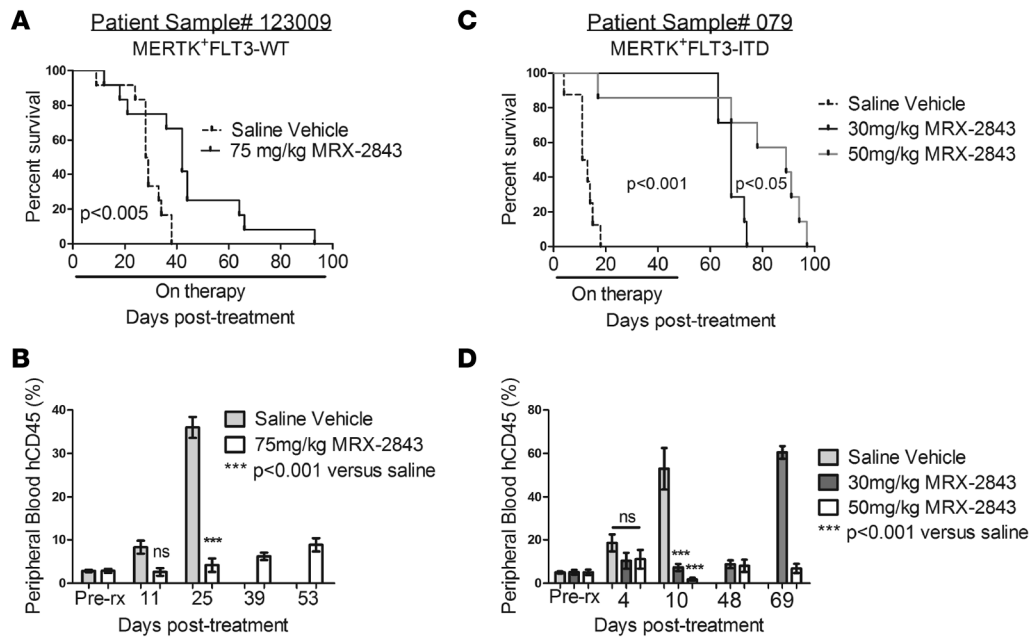 A
Patient Sample# 123009
MERTK+FLT3-WT
Percent survival
100
80
60
40
20
0
Saline Vehicle
75 mg/kg MRX-2843
p<0.005
0 20 40 60 80 100
On therapy
Days post-treatment
C
Patient Sample# 079
MERTK+FLT3-ITD
Percent survival
100
80
60
40
20
0
Saline Vehicle
30mg/kg MRX-2843
50mg/kg MRX-2843
p<0.001
p<0.05
0 20 40 60 80 100
On therapy
Days post-treatment
B
Peripheral Blood hCD45 (%)
40
30
20
10
0
Saline Vehicle
75mg/kg MRX-2843
*** p<0.001 versus saline
ns
***
Pre-rx 11 25 39 53
Days post-treatment
D
Peripheral Blood hCD45 (%)
80
60
40
20
0
Saline Vehicle
30mg/kg MRX-2843
50mg/kg MRX-2843
*** p<0.001 versus saline
ns
***
***
Pre-rx 4 10 48 69
Days post-treatment